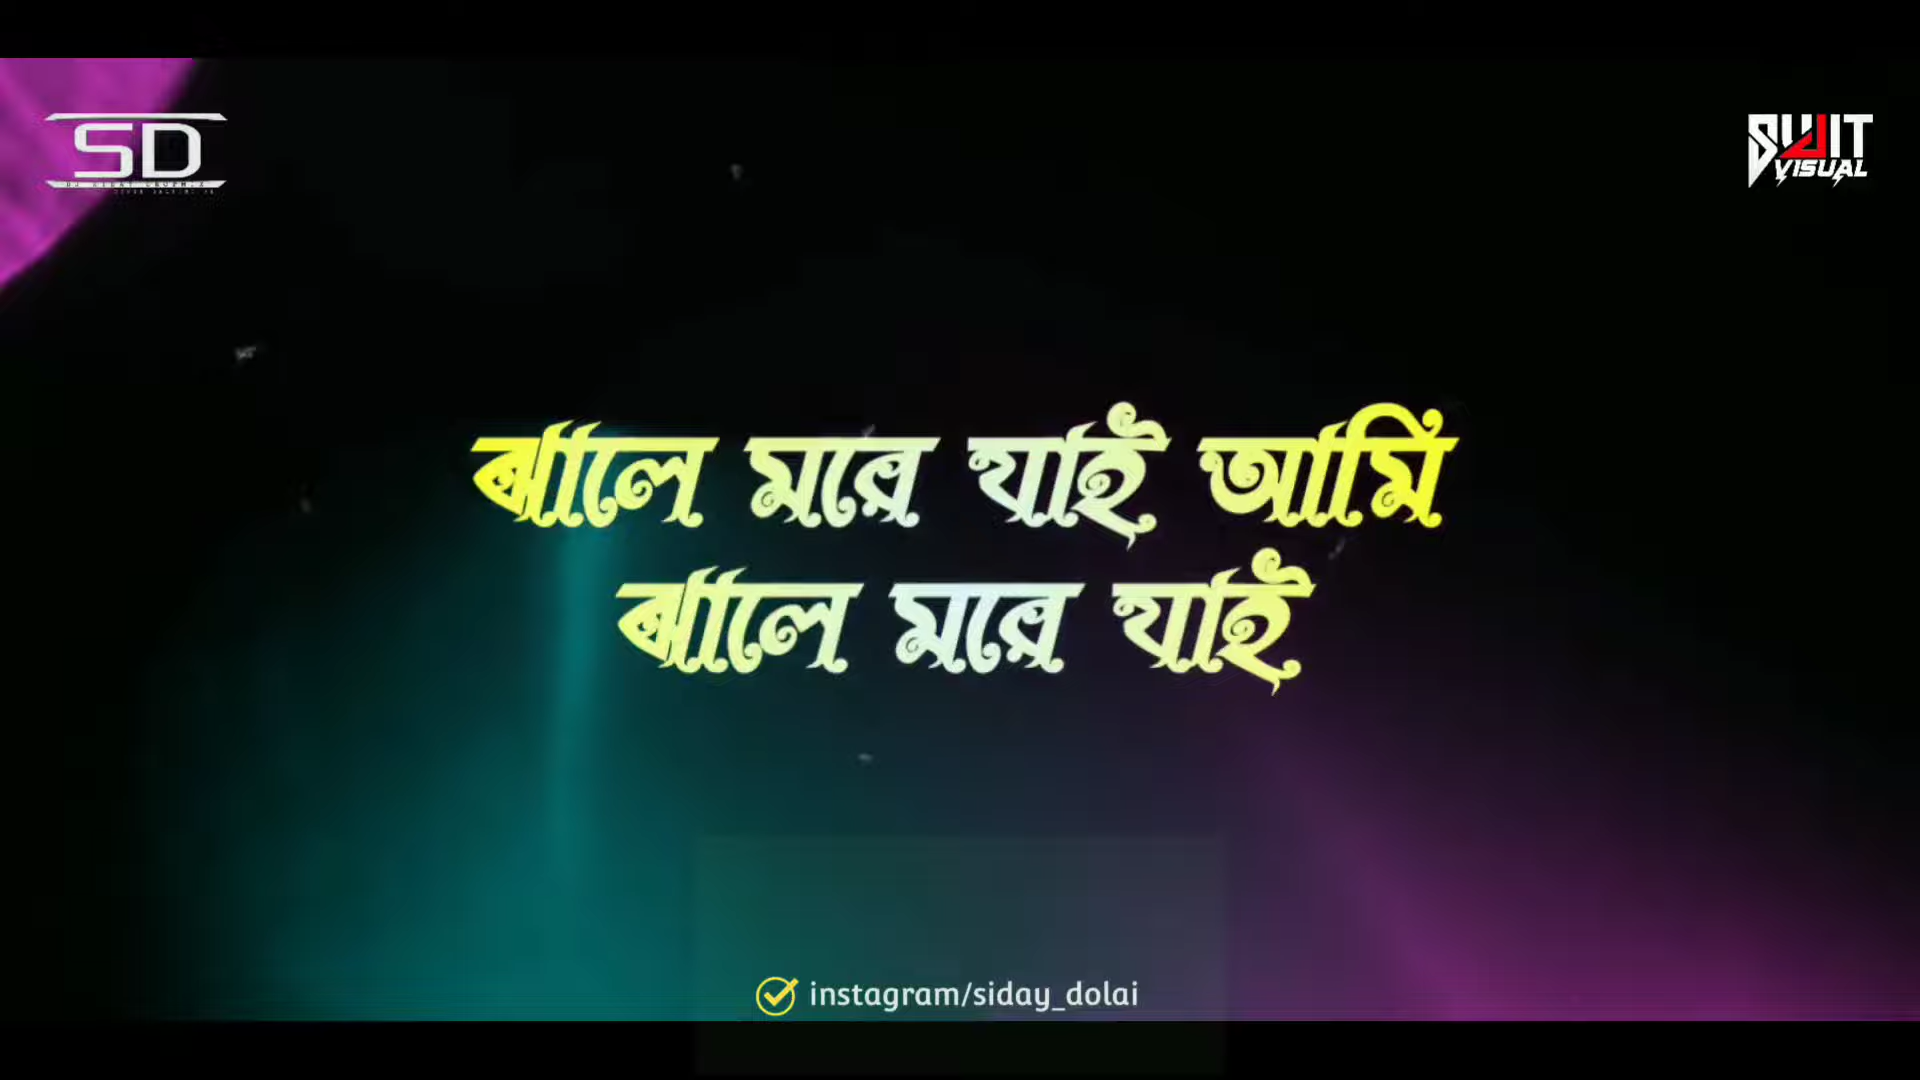 SD
SUJIT
VISUAL
ঝালে মরে যাই আমি
ঝালে মরে যাই
instagram/siday_dolai